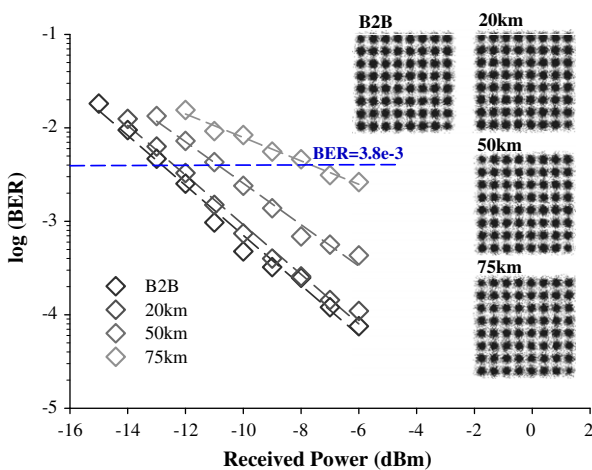 B2B
20km
-1
-2
BER=3.8e-3
50km
log (BER)
-3
B2B
20km
50km
75km
75km
-4
-5
-16 -14 -12 -10 -8 -6 -4 -2 0 2
Received Power (dBm)